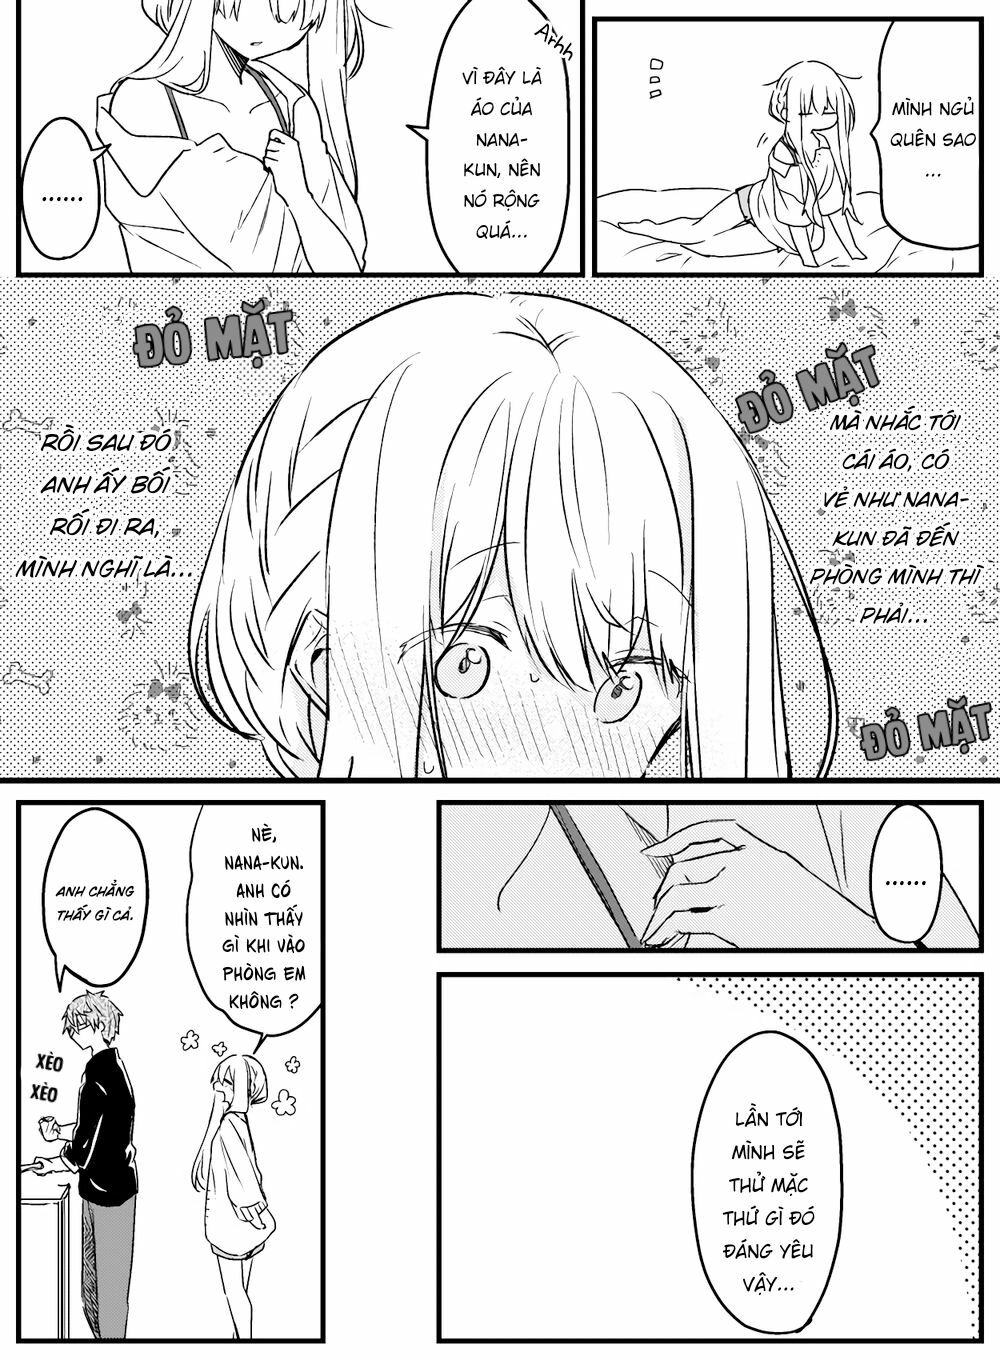 MÌNH NGỦ
QUÊN SAO
...
Arhh
VÌ ĐÂY LÀ
ÁO CỦA
NANA-
KUN, NÊN
NÓ RỘNG
QUÁ...
......
ĐỎ MẶT
ĐỎ MẶT
MÀ NHẮC TỚI
CÁI ÁO, CÓ
VẺ NHƯ NANA-
KUN ĐÃ ĐẾN
PHÒNG MÌNH THÌ
PHẢI...
RỒI SAU ĐÓ
ANH ẤY BỐI
RỐI ĐI RA,
MÌNH NGHĨ LÀ...
ĐỎ MẶT
......
LẦN TỚI
MÌNH SẼ
THỬ MẶC
THỨ GÌ ĐÓ
ĐÁNG YÊU
VẬY...
NÈ,
NANA-KUN.
ANH CÓ
NHÌN THẤY
GÌ KHI VÀO
PHÒNG EM
KHÔNG ?
ANH CHẲNG
THẤY GÌ CẢ.
XÈO
XÈO